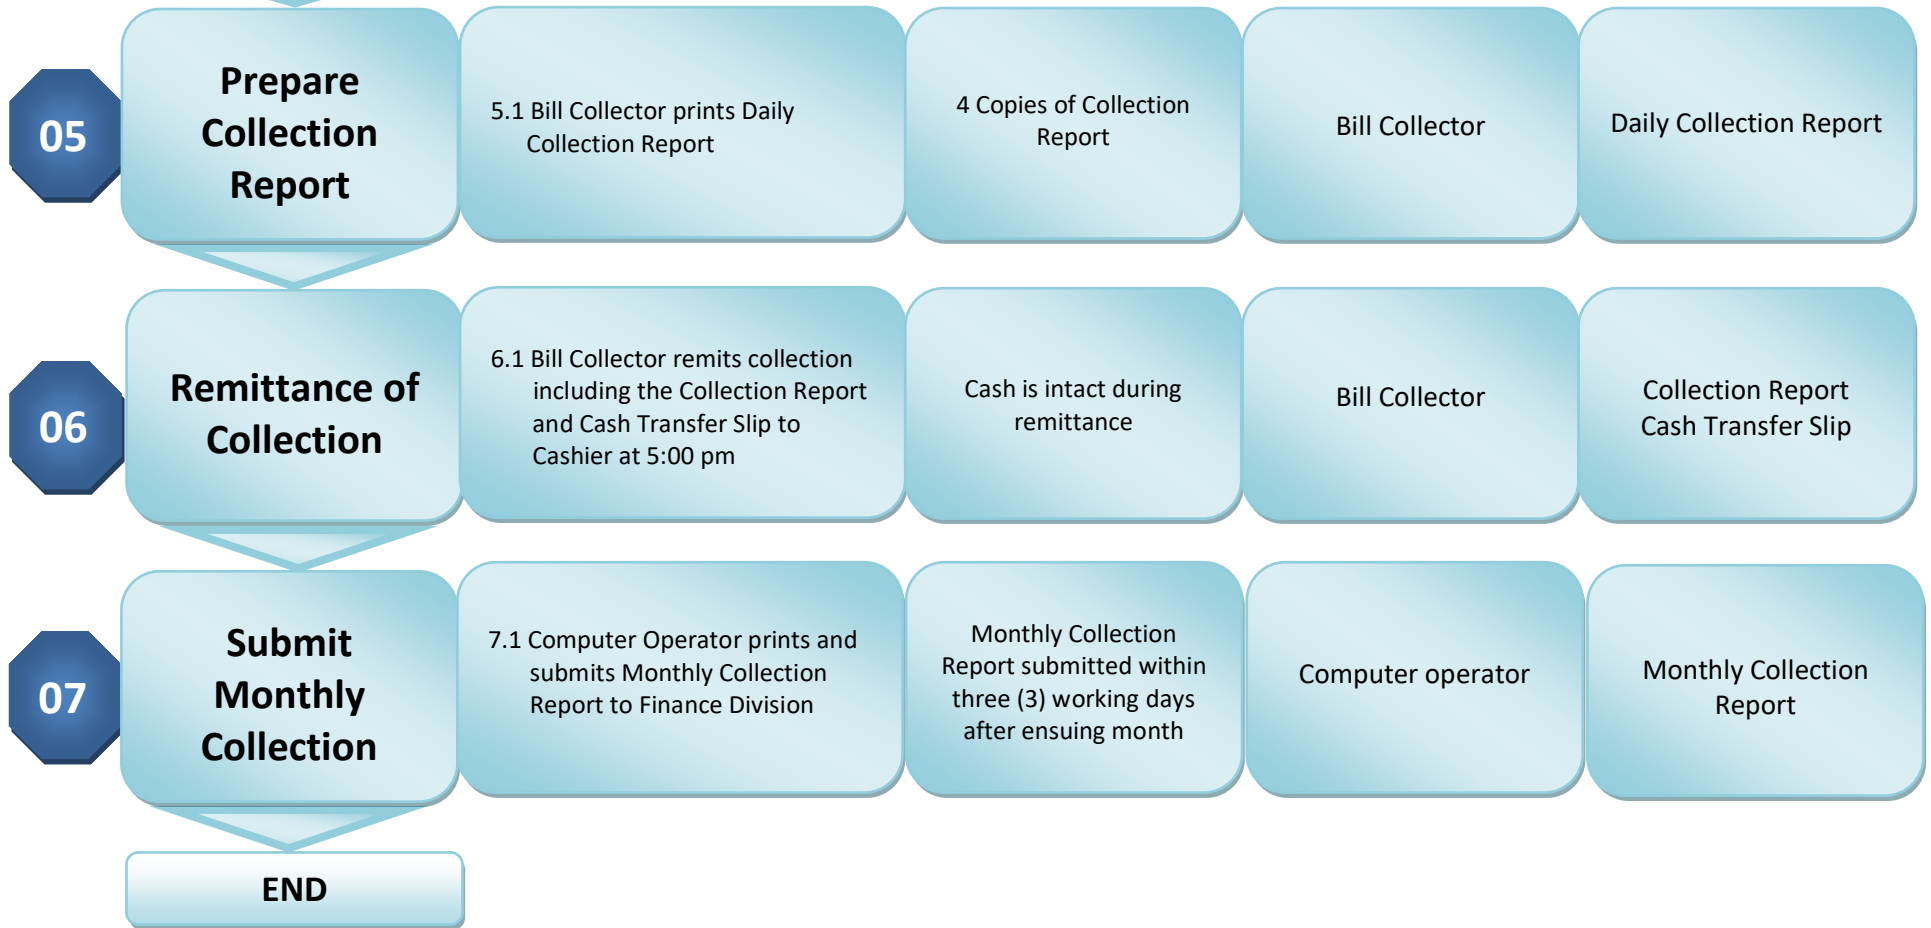 05
Prepare
Collection
Report
5.1 Bill Collector prints Daily
Collection Report
4 Copies of Collection
Report
Bill Collector
Daily Collection Report
06
Remittance of
Collection
6.1 Bill Collector remits collection
including the Collection Report
and Cash Transfer Slip to
Cashier at 5:00 pm
Cash is intact during
remittance
Bill Collector
Collection Report
Cash Transfer Slip
07
Submit
Monthly
Collection
7.1 Computer Operator prints and
submits Monthly Collection
Report to Finance Division
Monthly Collection
Report submitted within
three (3) working days
after ensuing month
Computer operator
Monthly Collection
Report
END